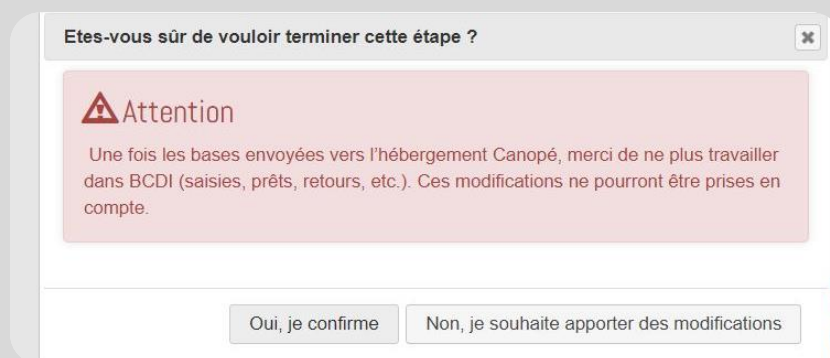 Etes-vous sûr de vouloir terminer cette étape ?
Attention
Une fois les bases envoyées vers l'hébergement Canopé, merci de ne plus travailler
dans BCDI (saisies, prêts, retours, etc.). Ces modifications ne pourront être prises en
compte.
Oui, je confirme
Non, je souhaite apporter des modifications